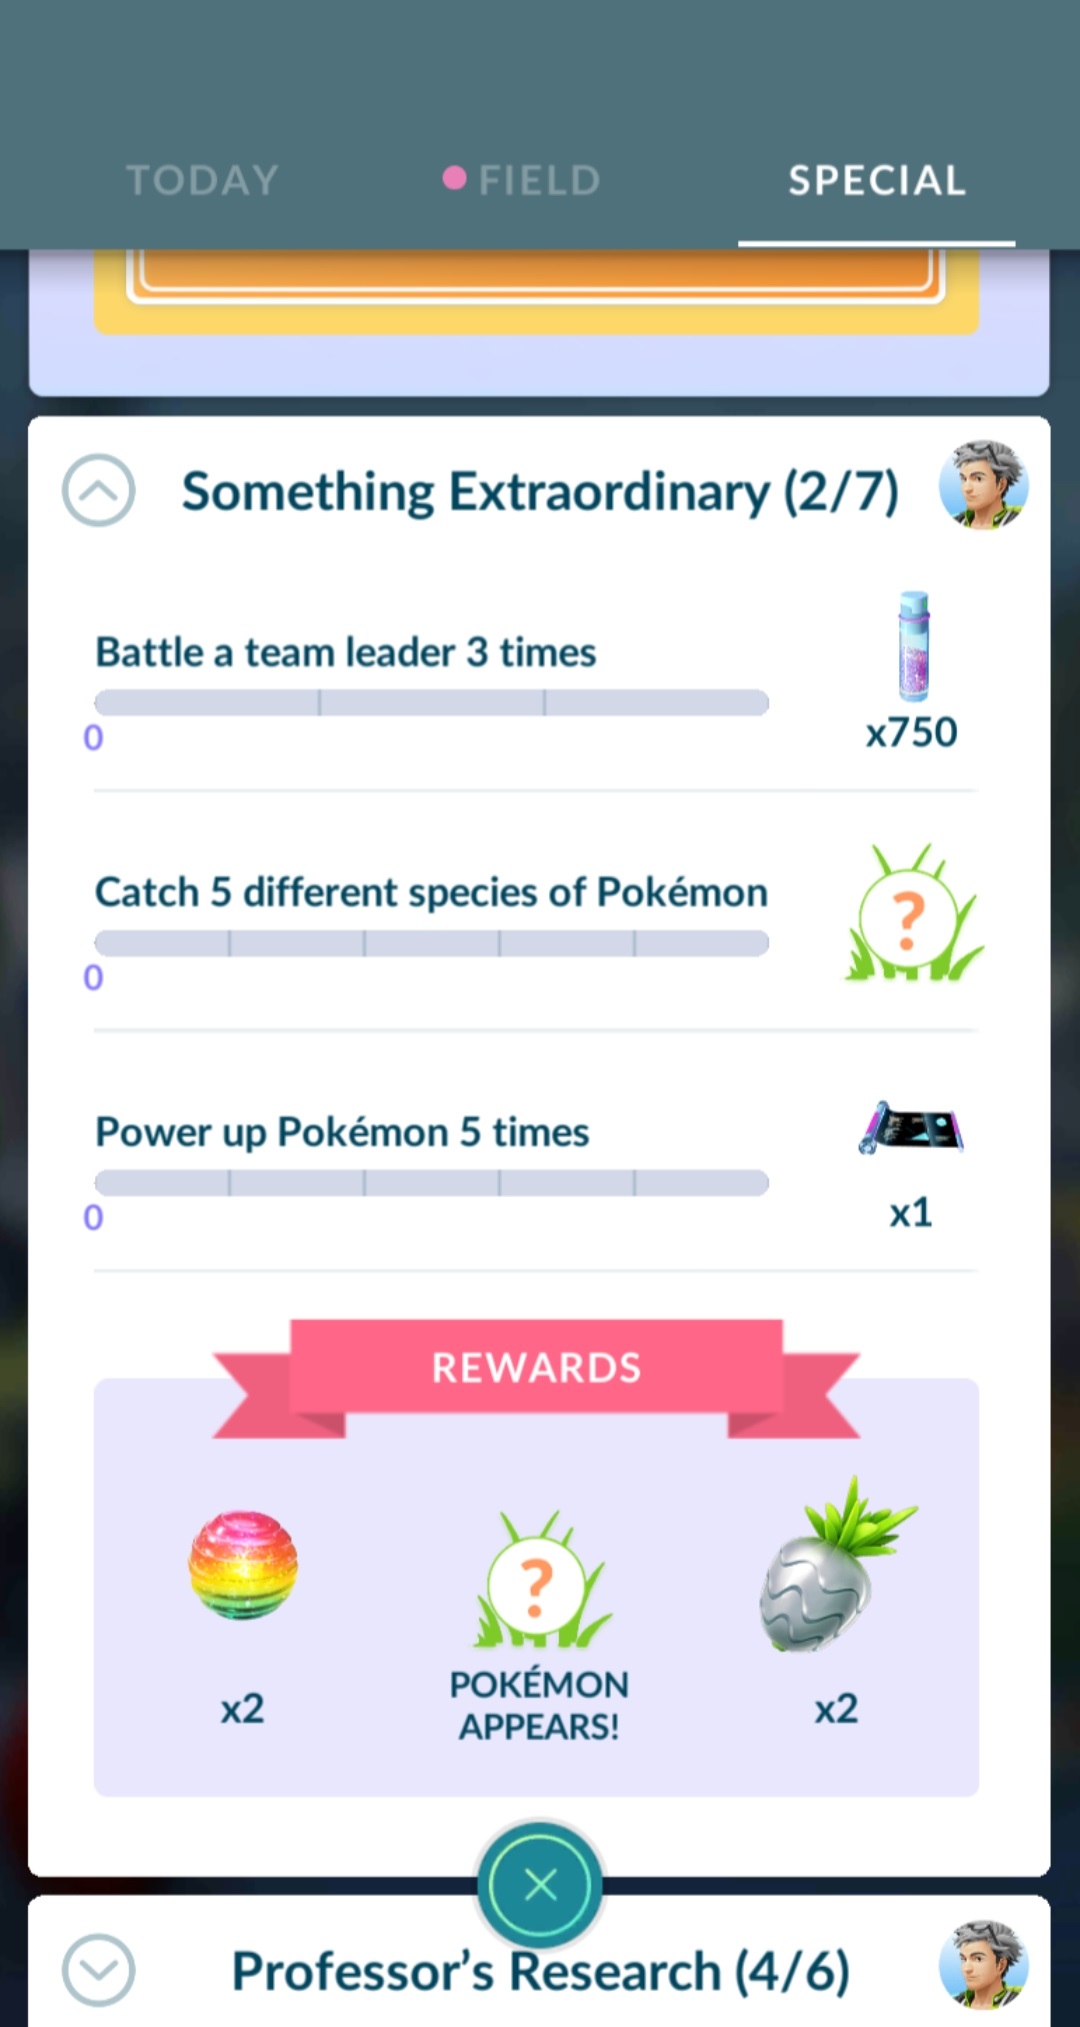 TODAY
FIELD
SPECIAL
Something Extraordinary (2/7)
Battle a team leader 3 times
0
x750
Catch 5 different species of Pokémon
0
?
Power up Pokémon 5 times
0
x1
REWARDS
?
POKÉMON
APPEARS!
x2
x2
Professor's Research (4/6)